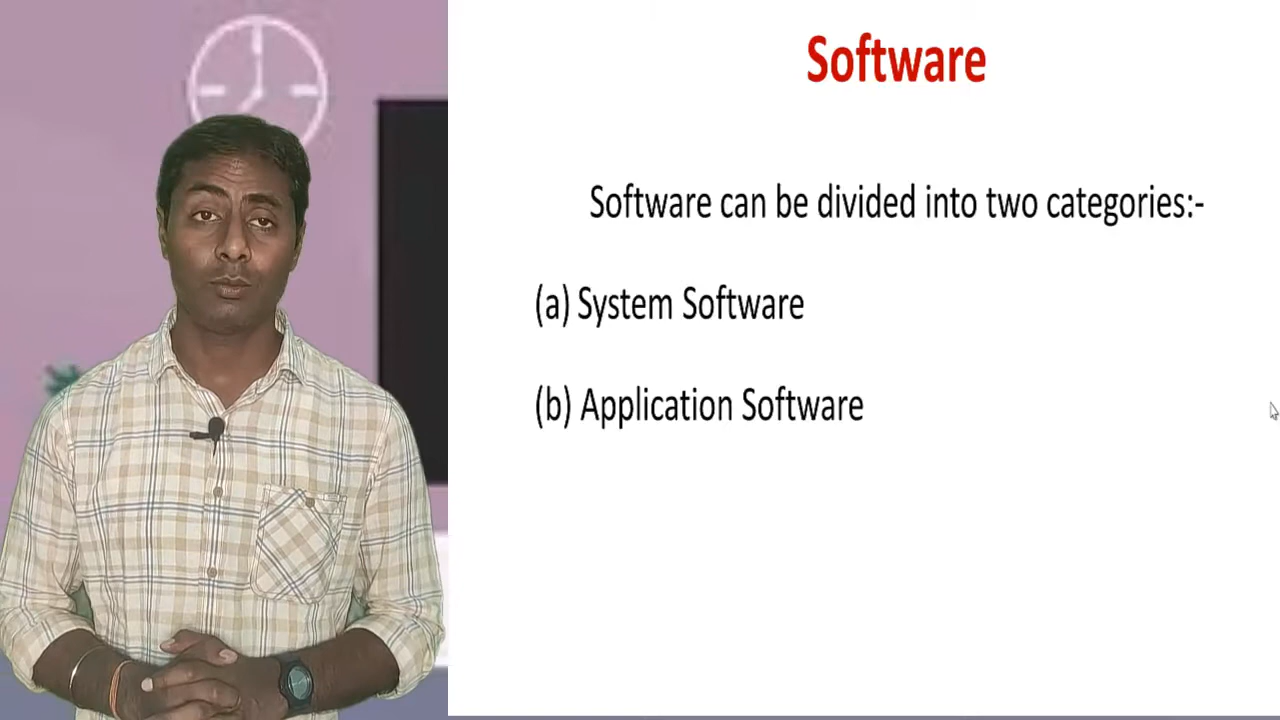 Software
Software can be divided into two categories:-
(a) System Software
(b) Application Software